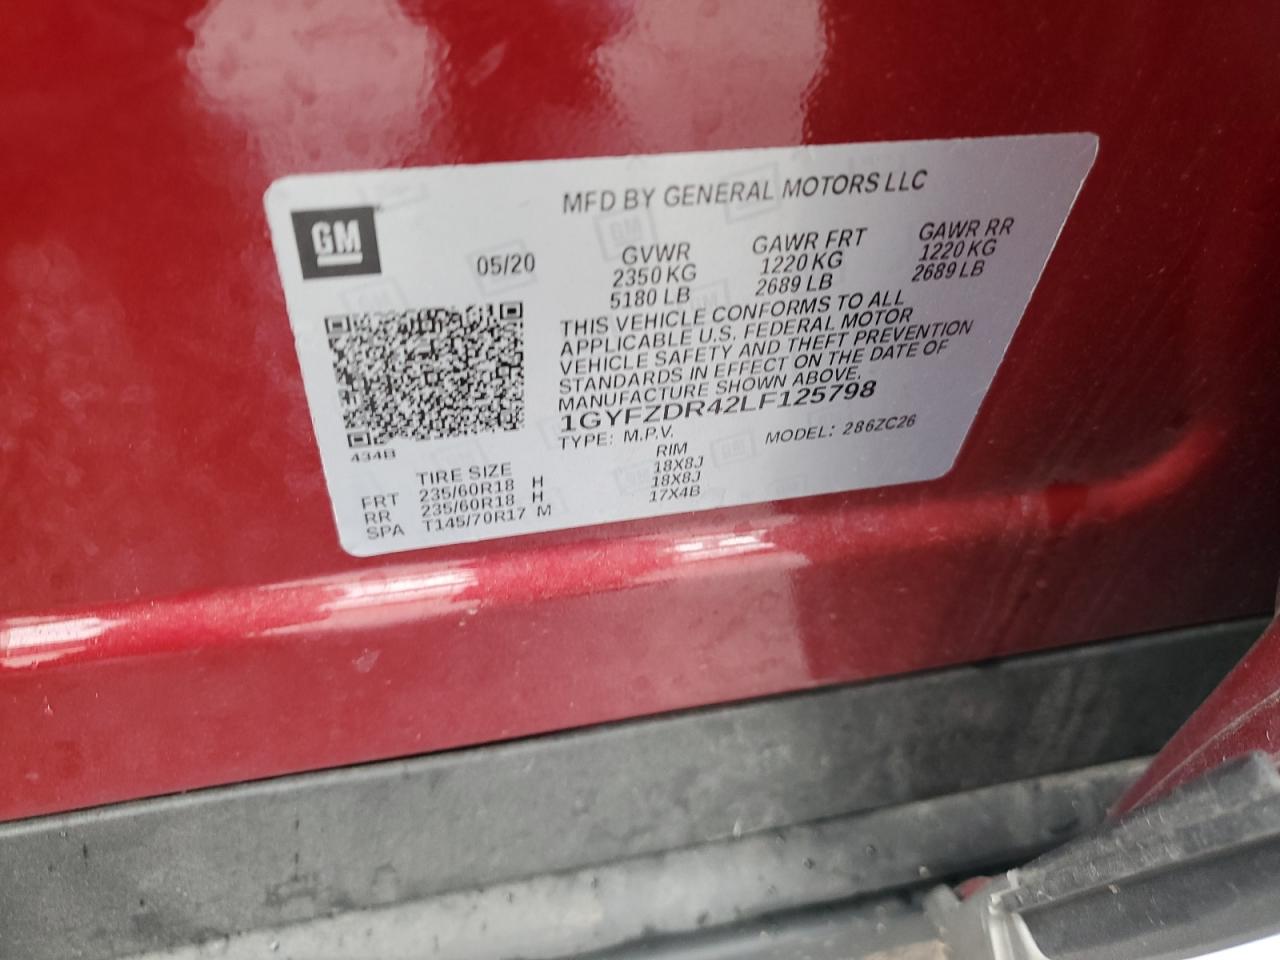 MFD BY GENERAL MOTORS LLC
GM
05/20
GVWR GAWR FRT GAWR RR
2350 KG 1220 KG 1220 KG
5180 LB 2689 LB 2689 LB
THIS VEHICLE CONFORMS TO ALL
APPLICABLE U.S. FEDERAL MOTOR
VEHICLE SAFETY AND THEFT PREVENTION
STANDARDS IN EFFECT ON THE DATE OF
MANUFACTURE SHOWN ABOVE.
1GYFZDR42LF125798
TYPE: M.P.V. MODEL: 286ZC26
434B
TIRE SIZE RIM
FRT 235/60R18 H 18X8J
RR 235/60R18 H 18X8J
SPA T145/70R17 M 17X4B